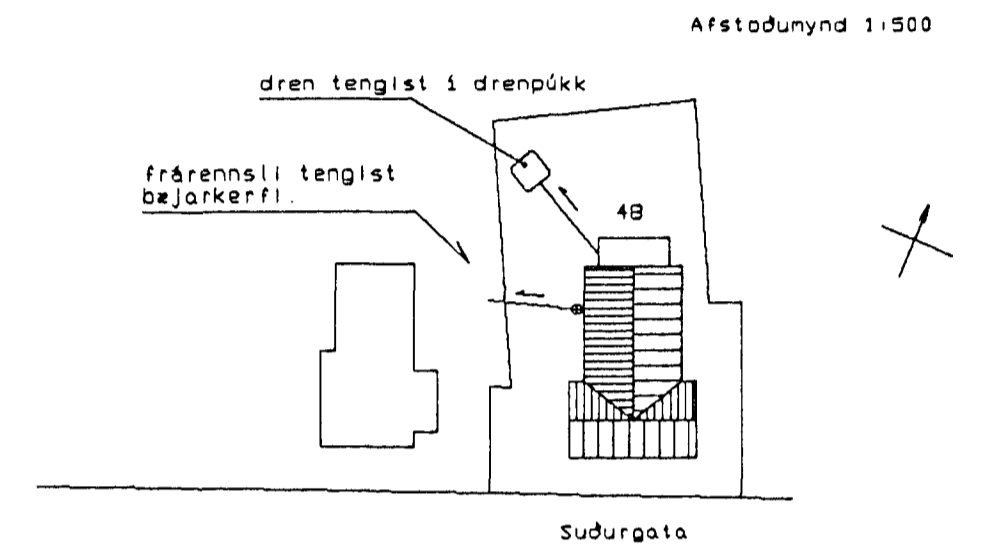 Afstoðumynd 1:500
dren tengist í drenpúkk
frárennsli tengist
bæjarkerfi.
48
Suðurgata